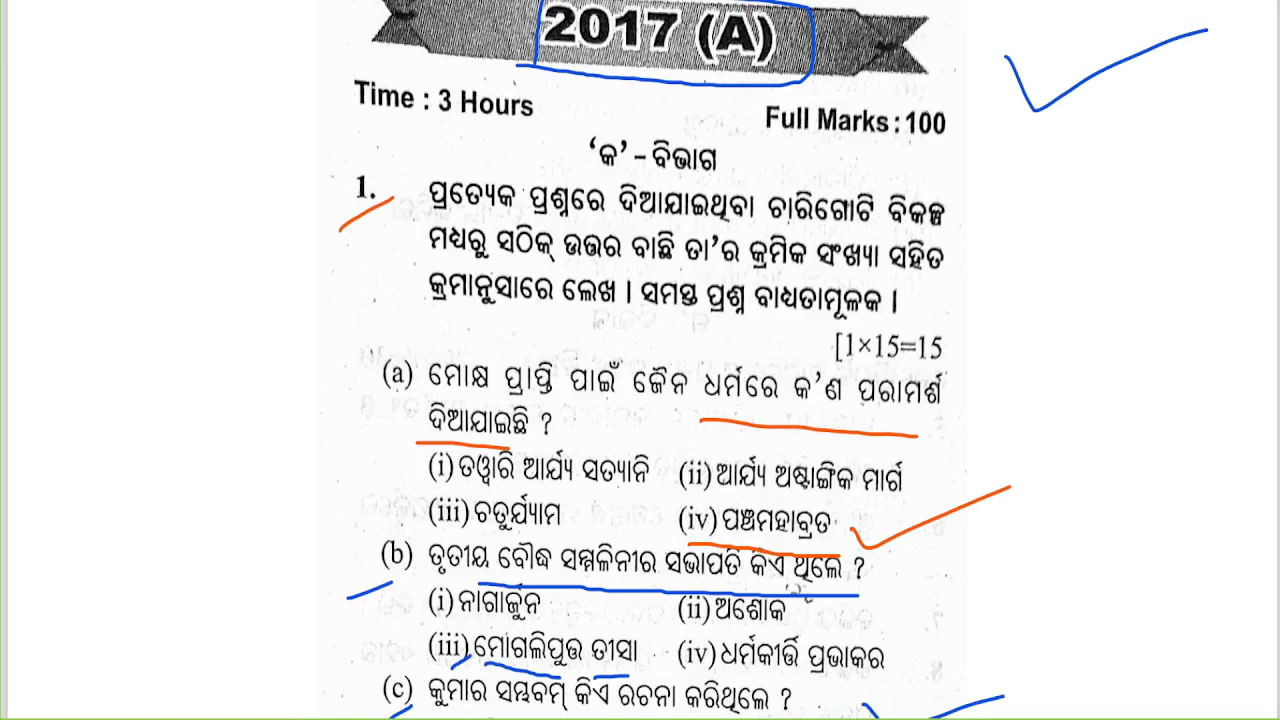 2017 (A)
Time : 3 Hours Full Marks : 100
‘କ’ – ବିଭାଗ
1. ପ୍ରତ୍ୟେକ ପ୍ରଶ୍ନରେ ଦିଆଯାଇଥିବା ଚାରିଗୋଟି ବିକଳ୍ପ
ମଧ୍ୟରୁ ସଠିକ୍ ଉତ୍ତର ବାଛି ତା’ର କ୍ରମିକ ସଂଖ୍ୟା ସହିତ
କ୍ରମାନୁସାରେ ଲେଖ । ସମସ୍ତ ପ୍ରଶ୍ନ ବାଧ୍ୟତାମୂଳକ ।
[1×15=15
(a) ମୋକ୍ଷ ପ୍ରାପ୍ତି ପାଇଁ ଜୈନ ଧର୍ମରେ କ’ଣ ପରାମର୍ଶ
ଦିଆଯାଇଛି ?
(i) ତତ୍ୱାରି ଆର୍ଯ୍ୟ ସତ୍ୟାନି (ii) ଆର୍ଯ୍ୟ ଅଷ୍ଟାଙ୍ଗିକ ମାର୍ଗ
(iii) ଚତୁର୍ଯ୍ୟାମ (iv) ପଞ୍ଚମହାବ୍ରତ
(b) ତୃତୀୟ ବୌଦ୍ଧ ସମ୍ମଳିନୀର ସଭାପତି କିଏ ଥିଲେ ?
(i) ନାଗାର୍ଜୁନ (ii) ଅଶୋକ
(iii) ମୋଗଲିପୁତ୍ତ ତୀସା (iv) ଧର୍ମକୀର୍ତ୍ତି ପ୍ରଭାକର
(c) କୁମାର ସମ୍ଭବମ୍ କିଏ ରଚନା କରିଥିଲେ ?